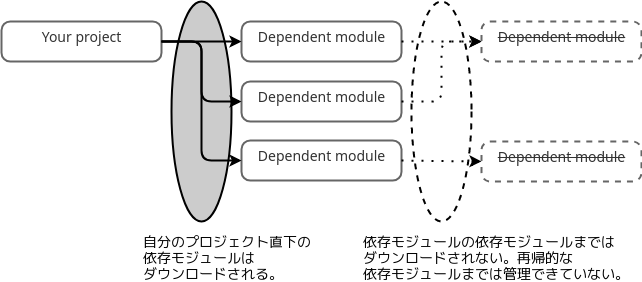 Your project
Dependent module
Dependent module
Dependent module
Dependent module
Dependent module
自分のプロジェクト直下の
依存モジュールは
ダウンロードされる。
依存モジュールの依存モジュールまでは
ダウンロードされない。再帰的な
依存モジュールまでは管理できていない。